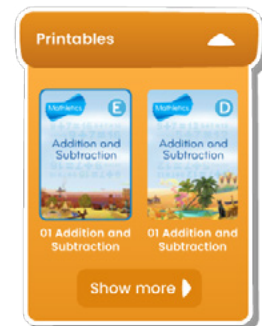 Printables
Mathletics
E
Addition and
Subtraction
01 Addition and
Subtraction
Mathletics
D
Addition and
Subtraction
01 Addition and
Subtraction
Show more